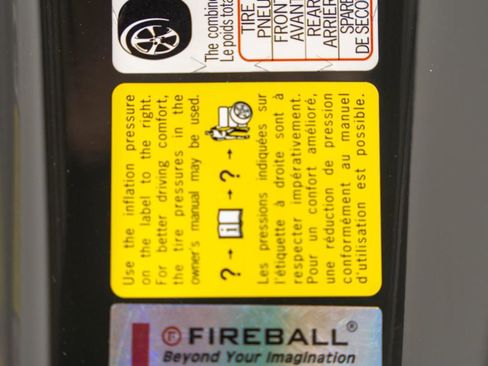 The combine
Le poids tota
TIRE
PNEU
FRONT
AVANT
REAR
ARRIER
SPARE
DE SECO
Use the inflation pressure
on the label to the right.
For better driving comfort,
the tire pressures in the
owner's manual may be used.
? → i → ? →
Les pressions indiquées sur
l'étiquette à droite sont à
respecter impérativement.
Pour un confort amélioré,
une réduction de pression
conformément au manuel
d'utilisation est possible.
F FIREBALL®
Beyond Your Imagination